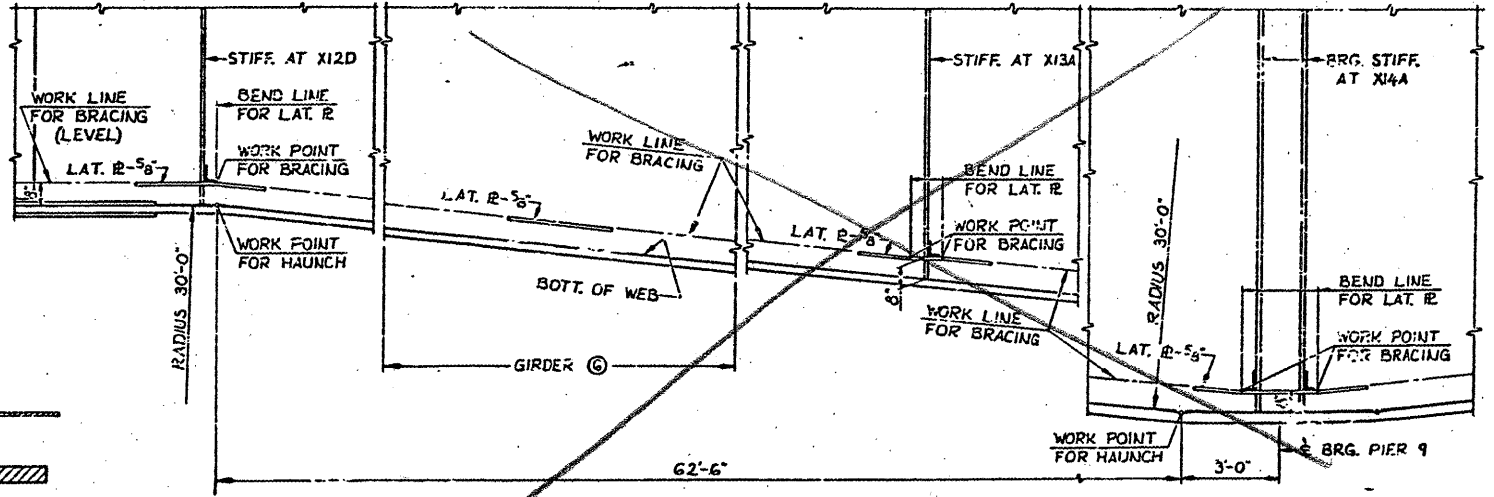 STIFF. AT X12D
WORK LINE
FOR BRACING
(LEVEL)
BEND LINE
FOR LAT. PL
LAT. PL-5/8"
WORK POINT
FOR BRACING
8"
WORK POINT
FOR HAUNCH
RADIUS 30'-0"
LAT. PL-5/8"
WORK LINE
FOR BRACING
BOTT. OF WEB
GIRDER 6
STIFF. AT X13A
BEND LINE
FOR LAT. PL
LAT. PL-5/8"
WORK POINT
FOR BRACING
8"
WORK LINE
FOR BRACING
BRG. STIFF.
AT X14A
RADIUS 30'-0"
BEND LINE
FOR LAT. PL
LAT. PL-5/8"
WORK POINT
FOR BRACING
WORK POINT
FOR HAUNCH
℄ BRG. PIER 9
62'-6"
3'-0"